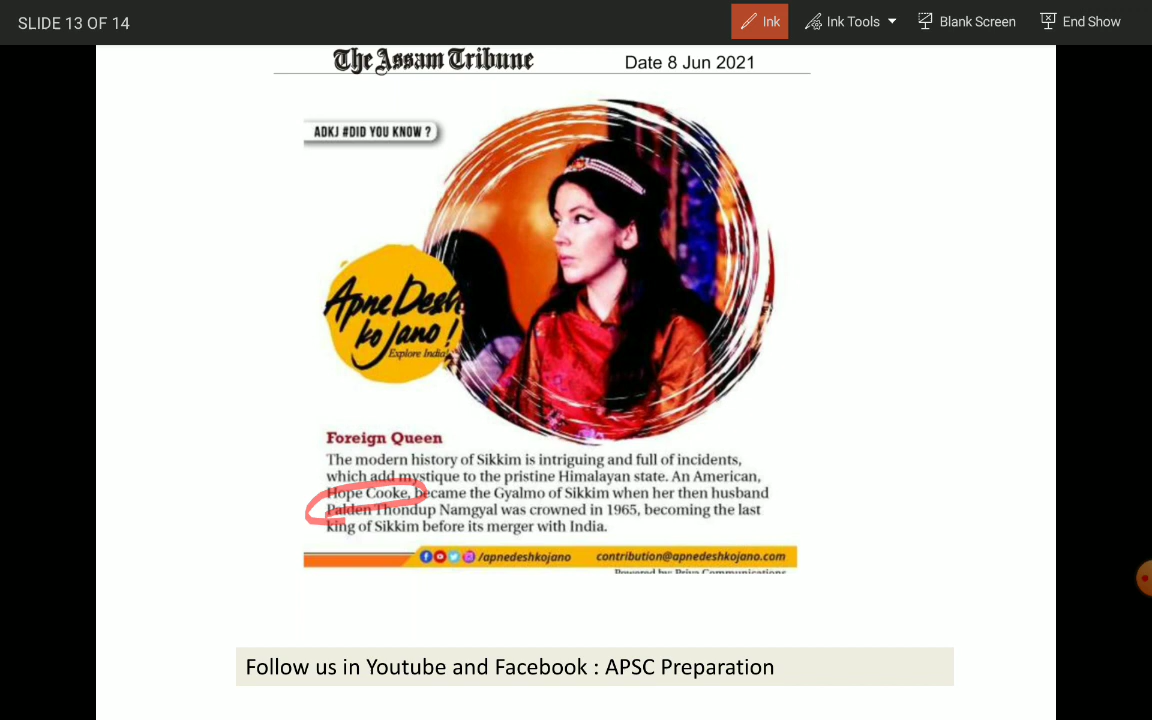 SLIDE 13 OF 14
Ink
Ink Tools
Blank Screen
End Show
The Assam Tribune
Date 8 Jun 2021
ADKJ #DID YOU KNOW ?
Apne Desh
ko Jano !
Explore India!
Foreign Queen
The modern history of Sikkim is intriguing and full of incidents,
which add mystique to the pristine Himalayan state. An American,
Hope Cooke, became the Gyalmo of Sikkim when her then husband
Palden Thondup Namgyal was crowned in 1965, becoming the last
king of Sikkim before its merger with India.
/apnedeshkojano
contribution@apnedeshkojano.com
Powered by: Priya Communications
Follow us in Youtube and Facebook : APSC Preparation